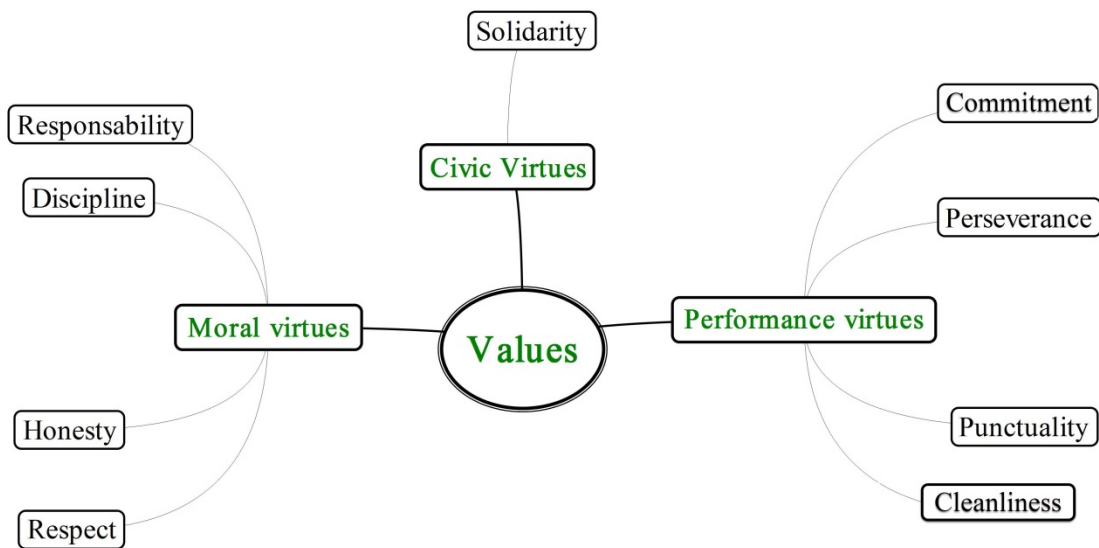 Solidarity
Commitment
Responsability
Civic Virtues
Discipline
Perseverance
Moral virtues
Values
Performance virtues
Honesty
Punctuality
Respect
Cleanliness